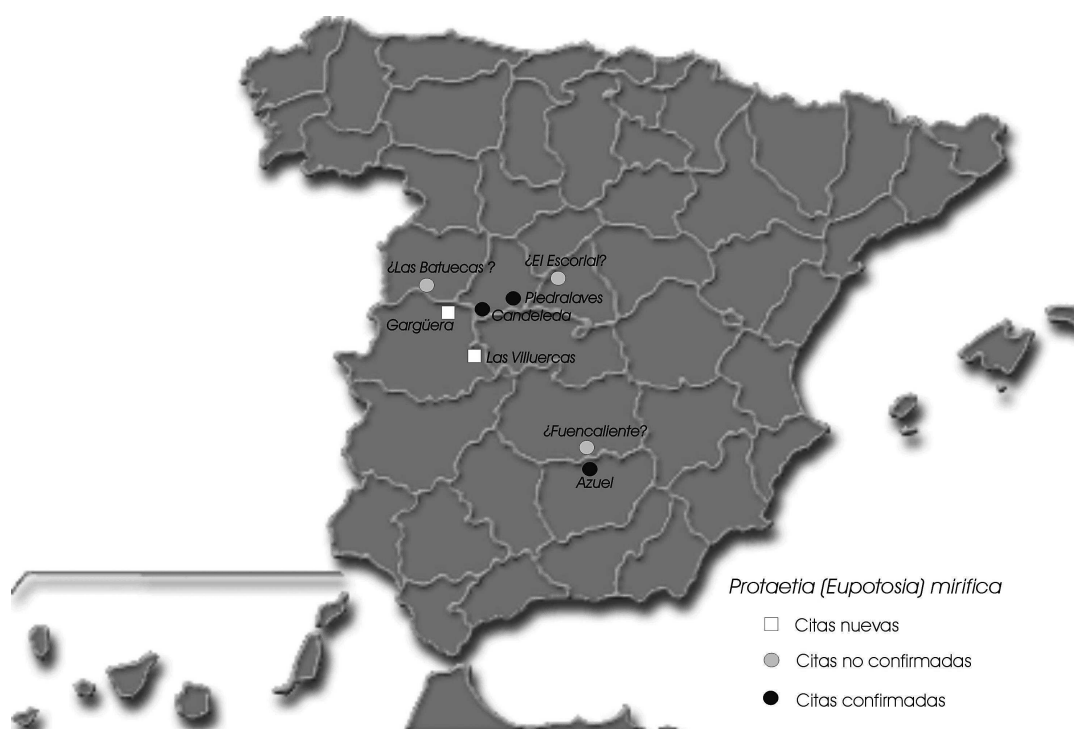 ¿El Escorial?
¿Las Batuecas ?
Piedralaves
Candeleda
Gargüera
Las Villuercas
¿Fuencaliente?
Azuel
Protaetia (Eupotosia) mirifica
Citas nuevas
Citas no confirmadas
Citas confirmadas